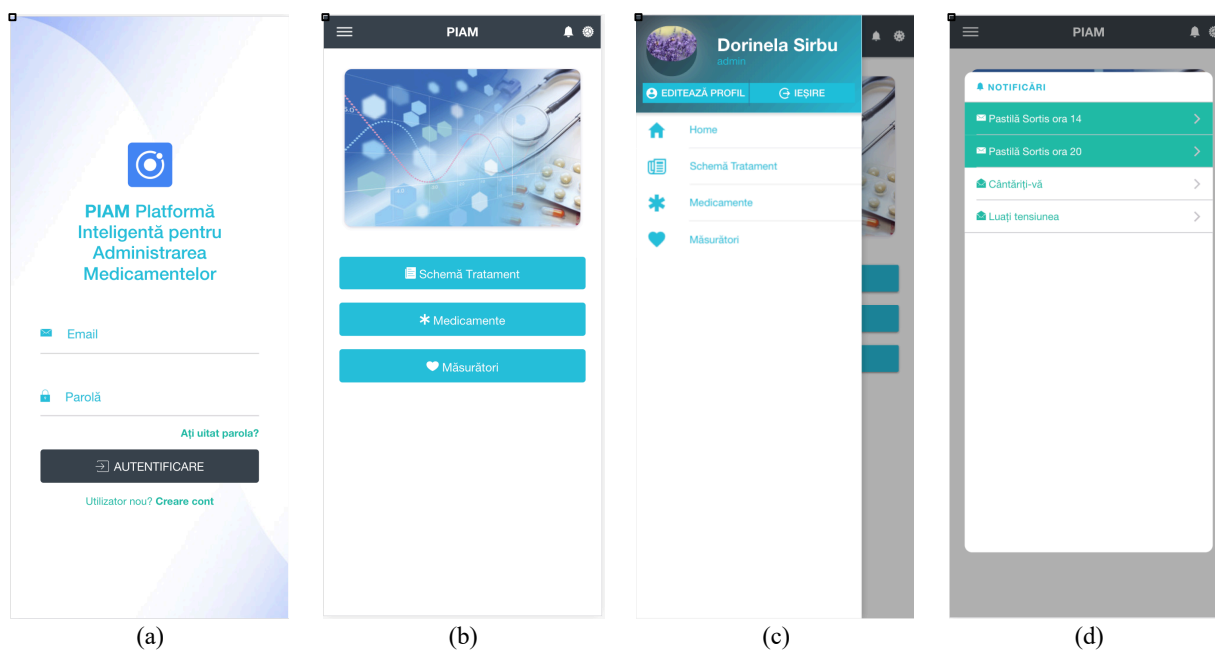 PIAM Platformă
Inteligentă pentru
Administrarea
Medicamentelor
Email
Parolă
Ați uitat parola?
AUTENTIFICARE
Utilizator nou? Creare cont
(a)
PIAM
Schemă Tratament
Medicamente
Măsurători
(b)
Dorinela Sirbu
admin
EDITEAZĂ PROFIL
IEȘIRE
Home
Schemă Tratament
Medicamente
Măsurători
(c)
PIAM
NOTIFICĂRI
Pastilă Sortis ora 14
Pastilă Sortis ora 20
Cântăriți-vă
Luați tensiunea
(d)